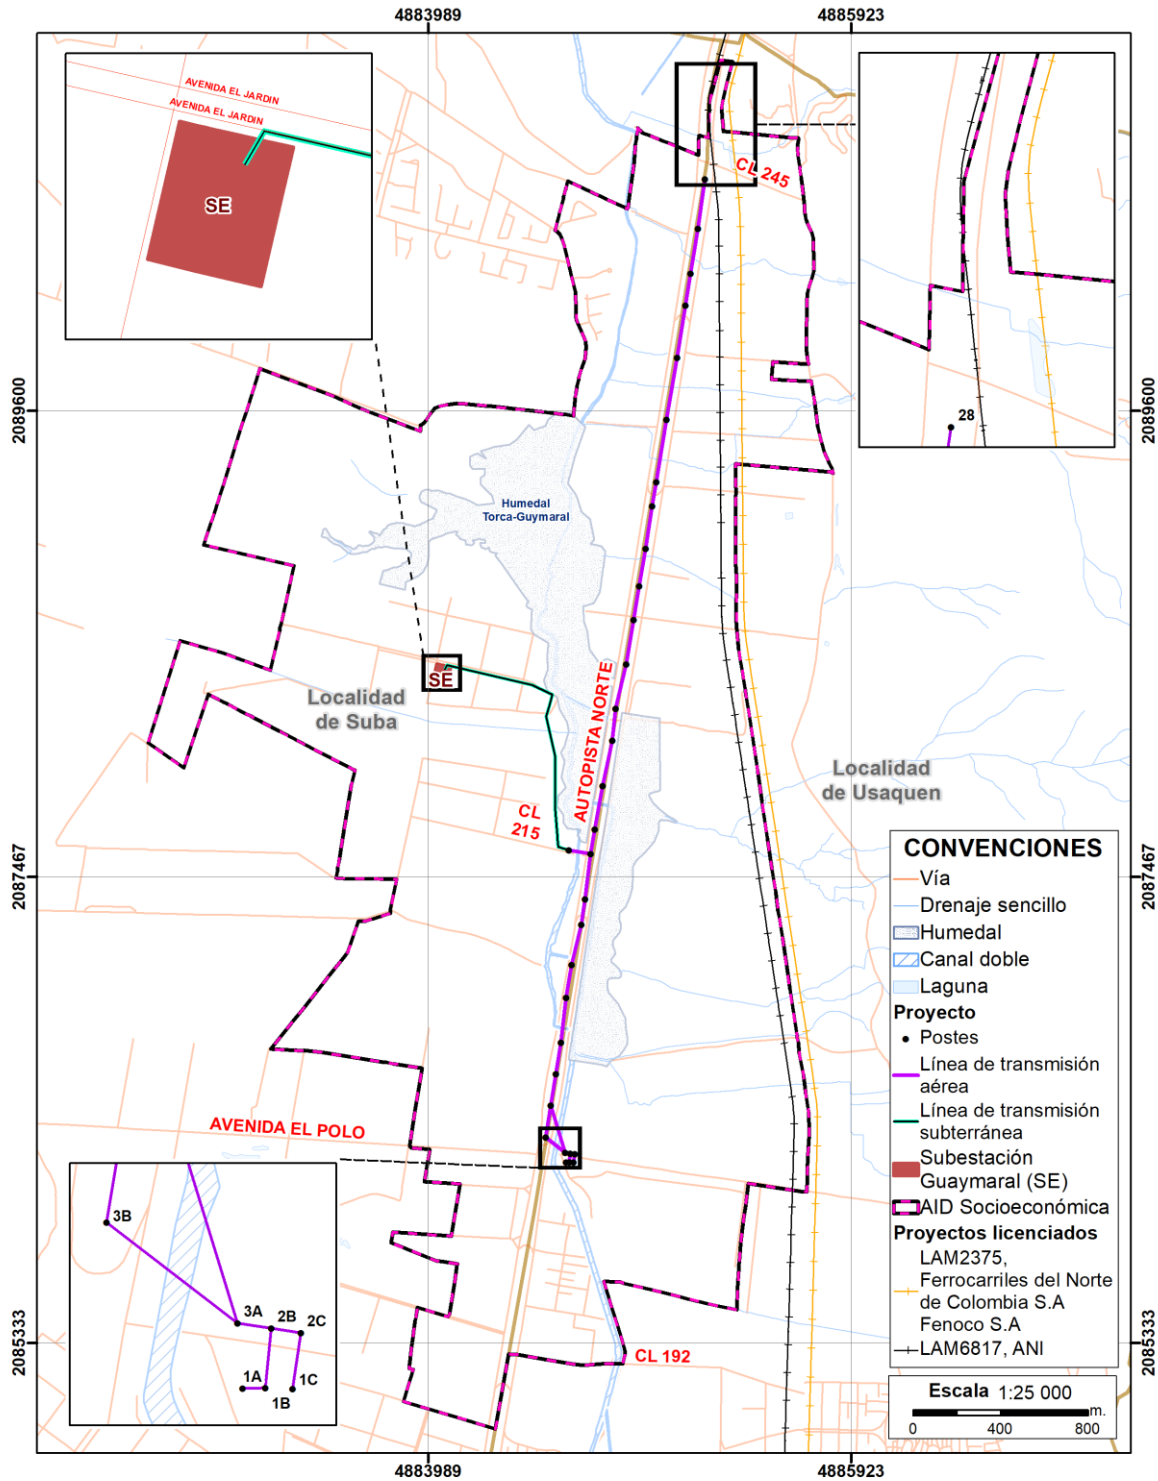 4883989
4885923
AVENIDA EL JARDIN
AVENIDA EL JARDIN
SE
CL 245
28
2089600
2089600
Humedal
Torca-Guymaral
SE
Localidad
de Suba
AUTOPISTA NORTE
Localidad
de Usaquen
CL
215
2087467
2087467
CONVENCIONES
Vía
Drenaje sencillo
Humedal
Canal doble
Laguna
Proyecto
Postes
Línea de transmisión
aérea
Línea de transmisión
subterránea
Subestación
Guaymaral (SE)
AID Socioeconómica
Proyectos licenciados
LAM2375,
Ferrocarriles del Norte
de Colombia S.A
Fenoco S.A
LAM6817, ANI
AVENIDA EL POLO
3B
3A
2B
2C
1A
1B
1C
2085333
2085333
CL 192
Escala 1:25 000
m.
0 400 800
4883989
4885923